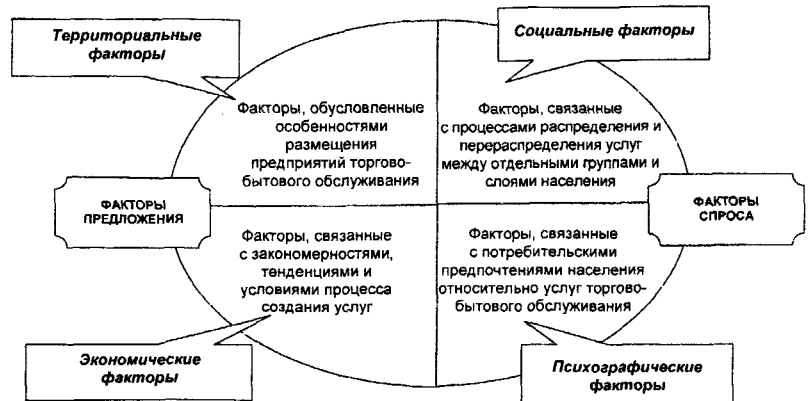 Территориальные
факторы
Социальные факторы
Факторы, обусловленные
особенностями
размещения
предприятий торгово-
бытового обслуживания
Факторы, связанные
с процессами распределения и
перераспределения услуг
между отдельными группами и
слоями населения
ФАКТОРЫ
ПРЕДЛОЖЕНИЯ
ФАКТОРЫ
СПРОСА
Факторы, связанные
с закономерностями,
тенденциями и
условиями процесса
создания услуг
Факторы, связанные
с потребительскими
предпочтениями населения
относительно услуг торгово-
бытового обслуживания
Экономические
факторы
Психографические
факторы